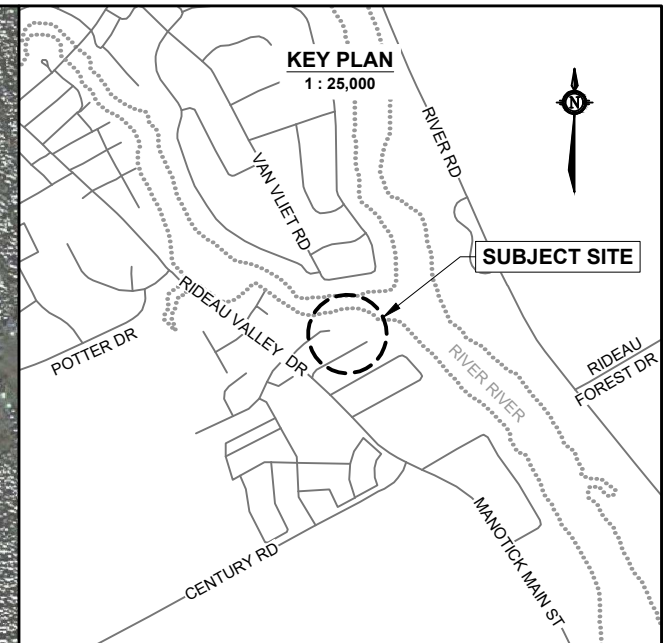 KEY PLAN
1 : 25,000
N
RIVER RD
VAN VLIET RD
SUBJECT SITE
RIDEAU VALLEY DR
POTTER DR
RIVER RIVER
RIDEAU
FOREST DR
MANOTICK MAIN ST
CENTURY RD